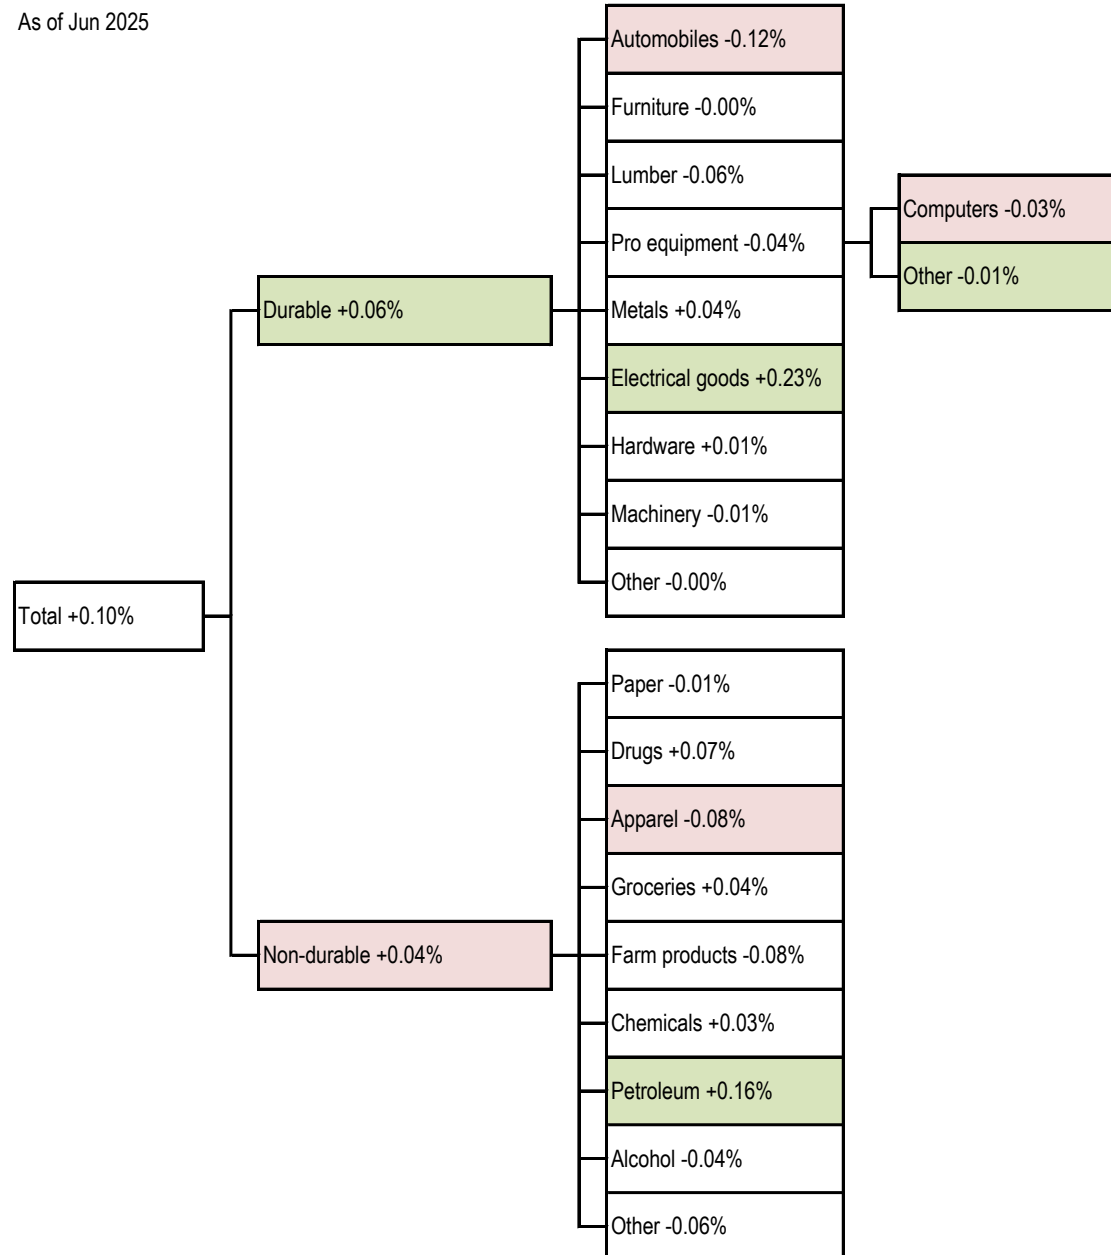 As of Jun 2025
Automobiles -0.12%
Furniture -0.00%
Lumber -0.06%
Pro equipment -0.04%
Computers -0.03%
Other -0.01%
Durable +0.06%
Metals +0.04%
Electrical goods +0.23%
Hardware +0.01%
Machinery -0.01%
Other -0.00%
Total +0.10%
Paper -0.01%
Drugs +0.07%
Apparel -0.08%
Groceries +0.04%
Non-durable +0.04%
Farm products -0.08%
Chemicals +0.03%
Petroleum +0.16%
Alcohol -0.04%
Other -0.06%